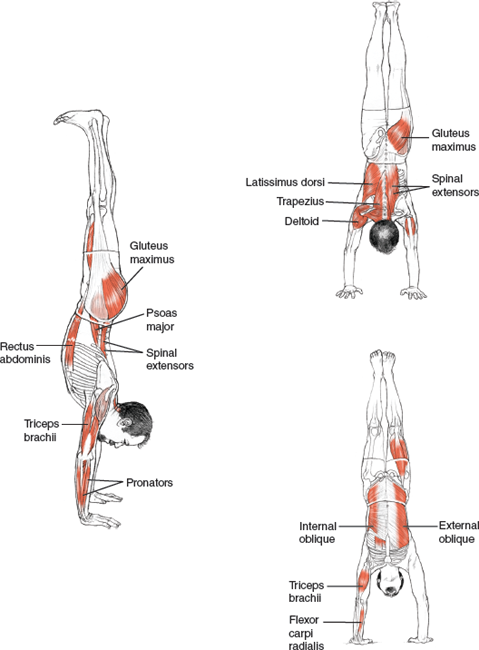 Gluteus
maximus
Psoas
major
Rectus
abdominis
Spinal
extensors
Triceps
brachii
Pronators
Gluteus
maximus
Latissimus dorsi
Spinal
extensors
Trapezius
Deltoid
Internal
oblique
External
oblique
Triceps
brachii
Flexor
carpi
radialis